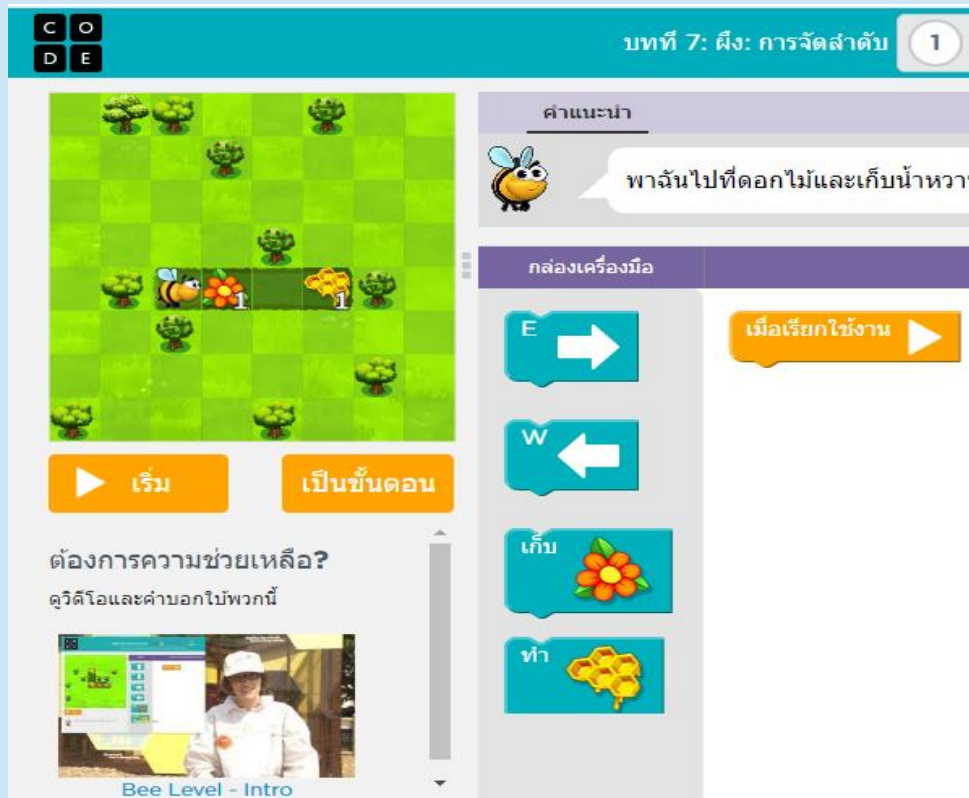 C O
D E
บทที่ 7: ผึ้ง: การจัดลำดับ 1
คำแนะนำ
พาฉันไปที่ดอกไม้และเก็บน้ำหวาน
1 1
กล่องเครื่องมือ
E
เมื่อเรียกใช้งาน
W
เก็บ
ทำ
เริ่ม
เป็นขั้นตอน
ต้องการความช่วยเหลือ?
ดูวิดีโอและคำบอกใบ้พวกนี้
Bee Level - Intro